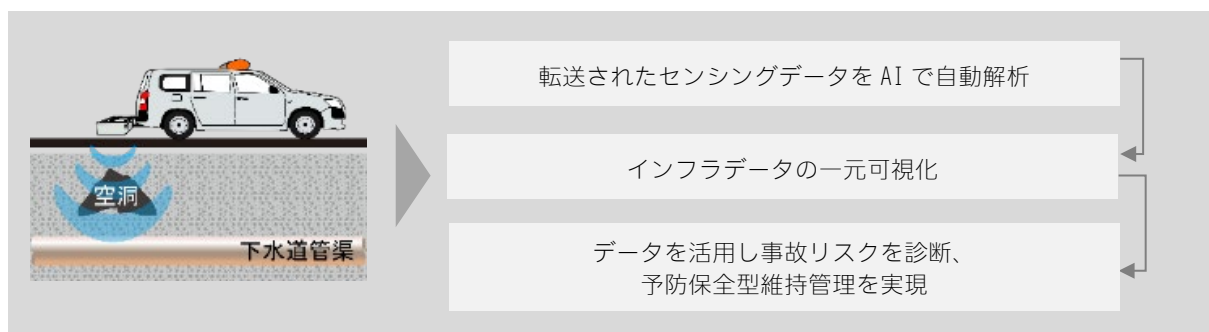 空洞
下水道管渠
転送されたセンシングデータを AI で自動解析
インフラデータの一元可視化
データを活用し事故リスクを診断、
予防保全型維持管理を実現